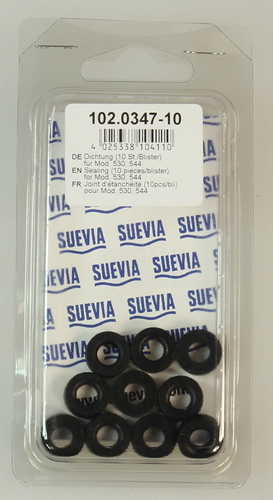 102.0347-10
4 025338 104110
DE Dichtung (10 St./Blister)
für Mod. 530, 544
EN Sealing (10 pieces/blister)
for Mod. 530, 544
FR Joint d'étanchéité (10pcs/bli)
pour Mod. 530, 544
SUEVIA
SUEVIA SUEVIA
SUEVIA SUEVIA
SUEVIA